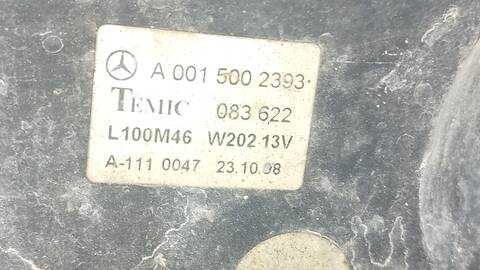 A 001 500 2393
TEMIC 083 622
L100M46 W202 13V
A-111 0047 23.10.98